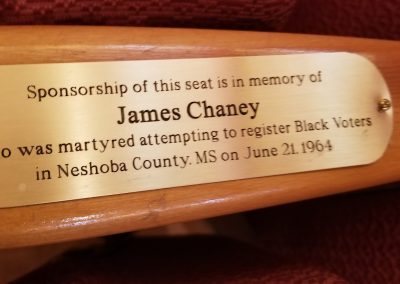 Sponsorship of this seat is in memory of
James Chaney
o was martyred attempting to register Black Voters
in Neshoba County, MS on June 21, 1964